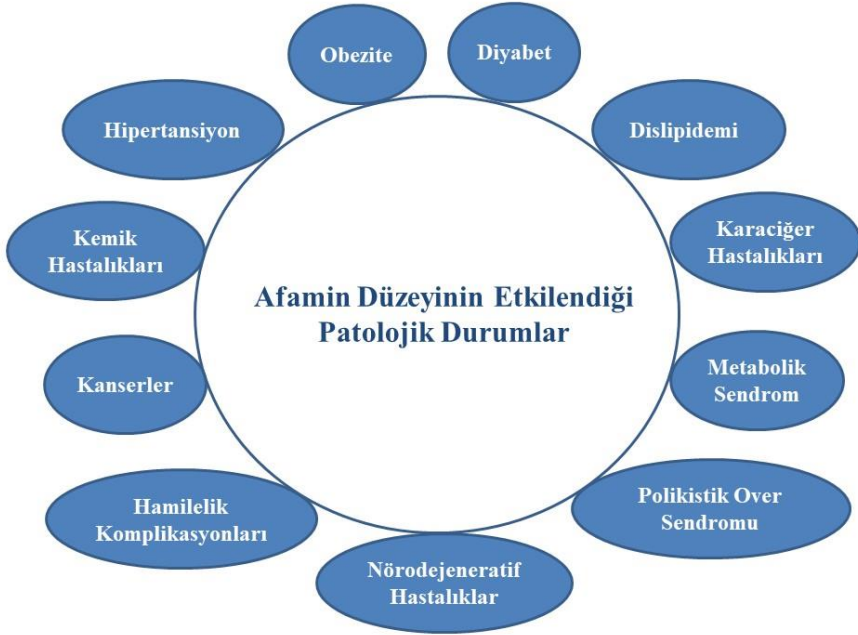 Obezite
Diyabet
Hipertansiyon
Dislipidemi
Kemik
Hastalıkları
Karaciğer
Hastalıkları
Afamin Düzeyinin Etkilendiği
Patolojik Durumlar
Kanserler
Metabolik
Sendrom
Hamilelik
Komplikasyonları
Polikistik Over
Sendromu
Nörodejeneratif
Hastalıklar